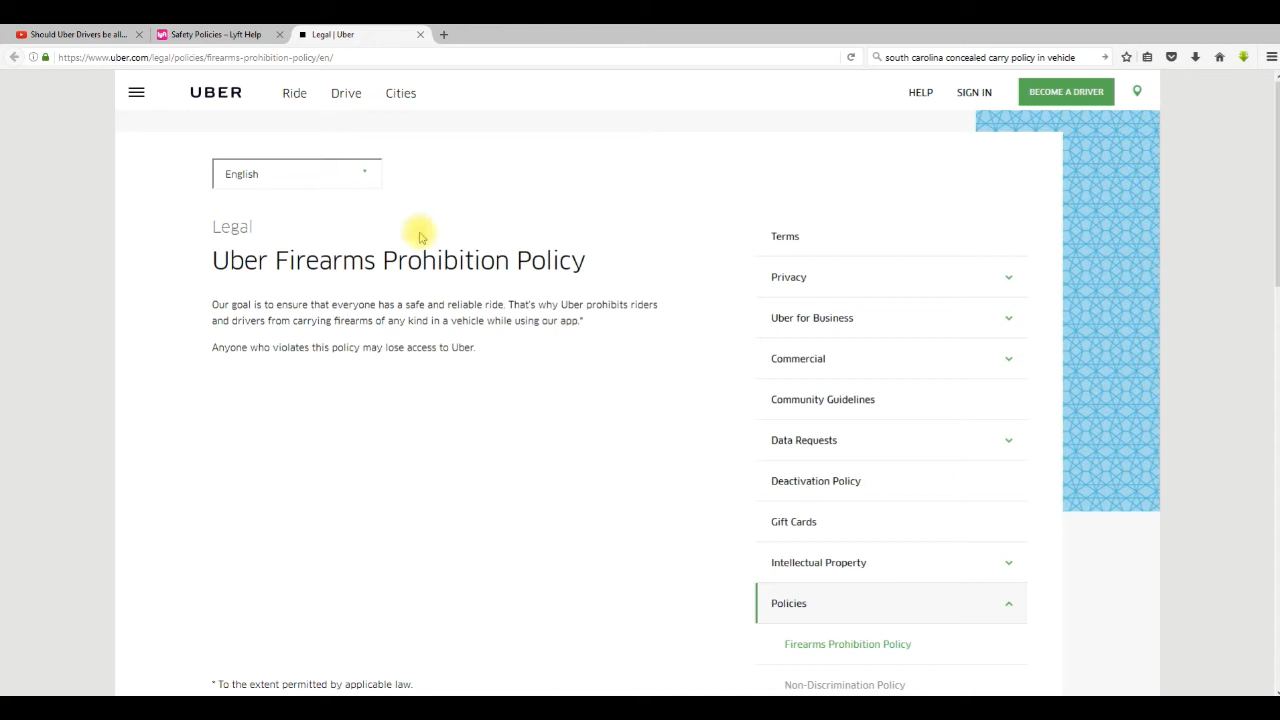 Should Uber Drivers be all...
Safety Policies – Lyft Help
Legal | Uber
https://www.uber.com/legal/policies/firearms-prohibition-policy/en/
south carolina concealed carry policy in vehicle
UBER
Ride
Drive
Cities
HELP
SIGN IN
BECOME A DRIVER
English
Legal
Uber Firearms Prohibition Policy
Our goal is to ensure that everyone has a safe and reliable ride. That's why Uber prohibits riders
and drivers from carrying firearms of any kind in a vehicle while using our app.*
Anyone who violates this policy may lose access to Uber.
* To the extent permitted by applicable law.
Terms
Privacy
Uber for Business
Commercial
Community Guidelines
Data Requests
Deactivation Policy
Gift Cards
Intellectual Property
Policies
Firearms Prohibition Policy
Non-Discrimination Policy